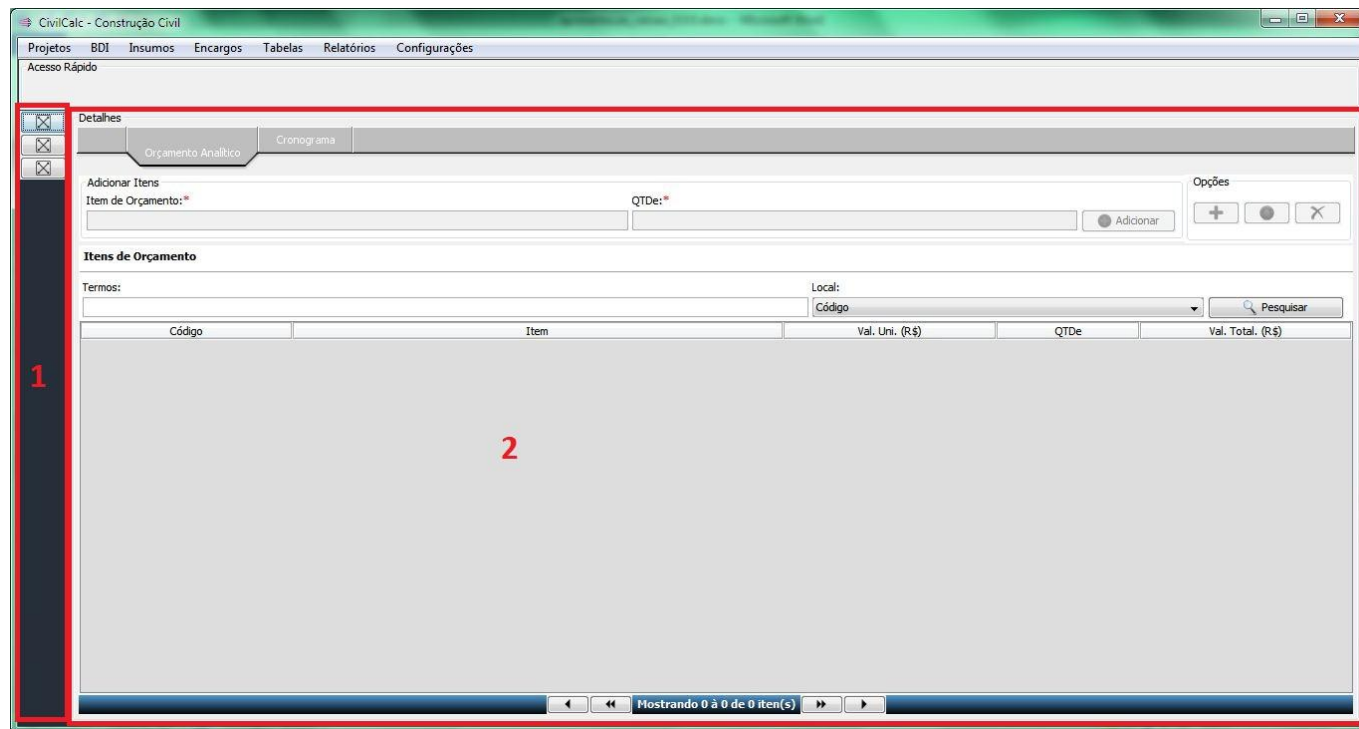 CivilCalc - Construção Civil
Projetos BDI Insumos Encargos Tabelas Relatórios Configurações
Acesso Rápido
Detalhes
Orçamento Analítico Cronograma
Adicionar Itens Opções
Item de Orçamento:* QTDe:*
Adicionar
Itens de Orçamento
Termos: Local:
Código Pesquisar
Código Item Val. Uni. (R$) QTDe Val. Total. (R$)
1
2
Mostrando 0 à 0 de 0 iten(s)